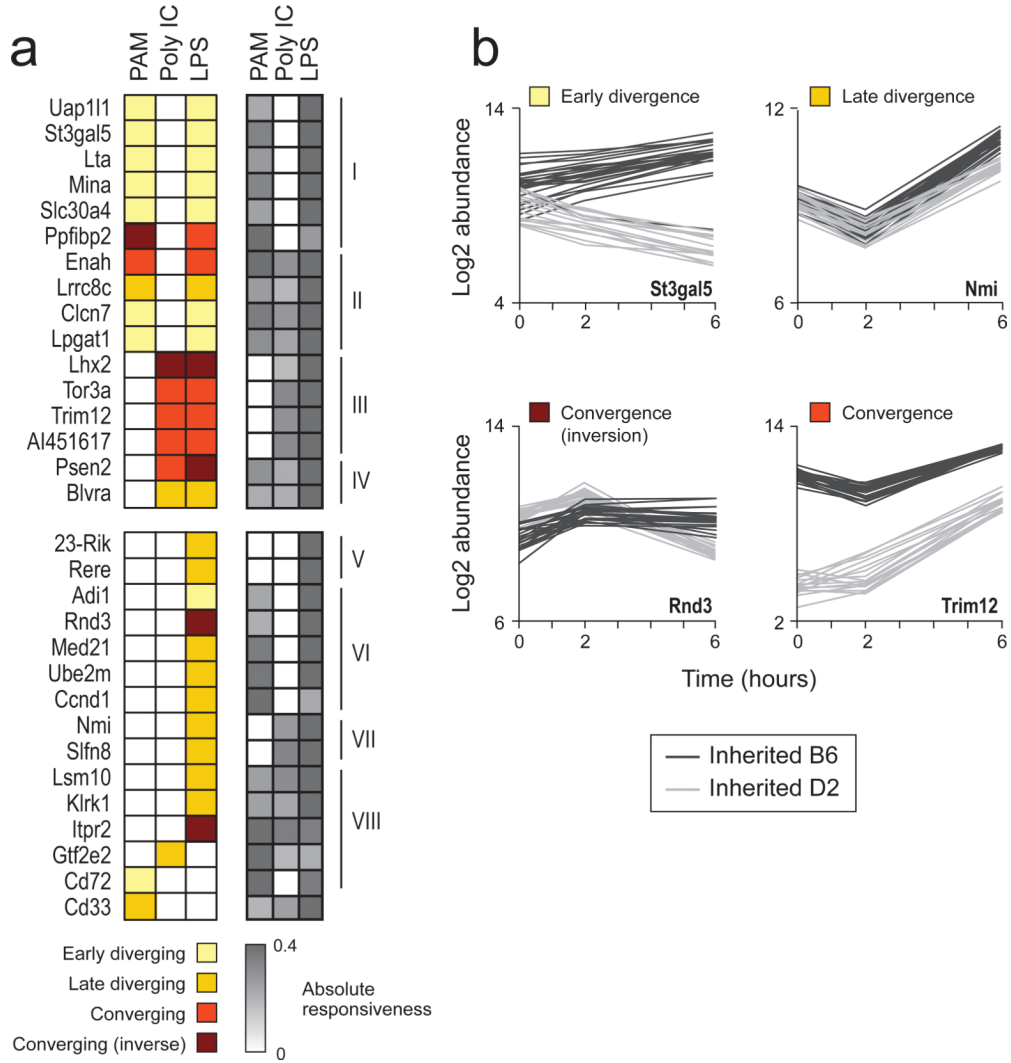 a
PAM
Poly IC
LPS
PAM
Poly IC
LPS
Uap1l1
St3gal5
Lta
Mina
Slc30a4
Ppfibp2
Enah
Lrrc8c
Clcn7
Lpgat1
Lhx2
Tor3a
Trim12
AI451617
Psen2
Blvra
I
II
III
IV
23-Rik
Rere
Adi1
Rnd3
Med21
Ube2m
Ccnd1
Nmi
Slfn8
Lsm10
Klrk1
Itpr2
Gtf2e2
Cd72
Cd33
V
VI
VII
VIII
Early diverging
Late diverging
Converging
Converging (inverse)
0.4
0
Absolute
responsiveness
b
Early divergence
Log2 abundance
14
4
St3gal5
0 2 6
Late divergence
12
6
Nmi
0 2 6
Convergence
(inversion)
Log2 abundance
14
6
Rnd3
0 2 6
Convergence
14
2
Trim12
0 2 6
Time (hours)
Inherited B6
Inherited D2